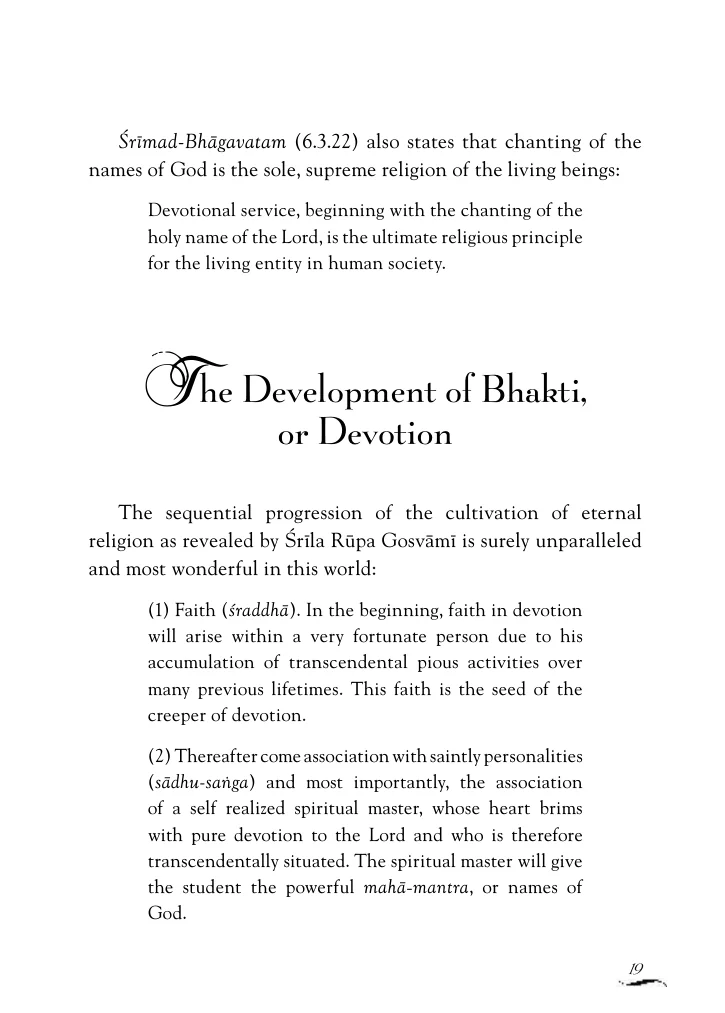 Śrīmad-Bhāgavatam (6.3.22) also states that chanting of the
names of God is the sole, supreme religion of the living beings:
Devotional service, beginning with the chanting of the
holy name of the Lord, is the ultimate religious principle
for the living entity in human society.
The Development of Bhakti,
or Devotion
The sequential progression of the cultivation of eternal
religion as revealed by Śrīla Rūpa Gosvāmī is surely unparalleled
and most wonderful in this world:
(1) Faith (śraddhā). In the beginning, faith in devotion
will arise within a very fortunate person due to his
accumulation of transcendental pious activities over
many previous lifetimes. This faith is the seed of the
creeper of devotion.
(2) Thereafter come association with saintly personalities
(sādhu-saṅga) and most importantly, the association
of a self realized spiritual master, whose heart brims
with pure devotion to the Lord and who is therefore
transcendentally situated. The spiritual master will give
the student the powerful mahā-mantra, or names of
God.
19